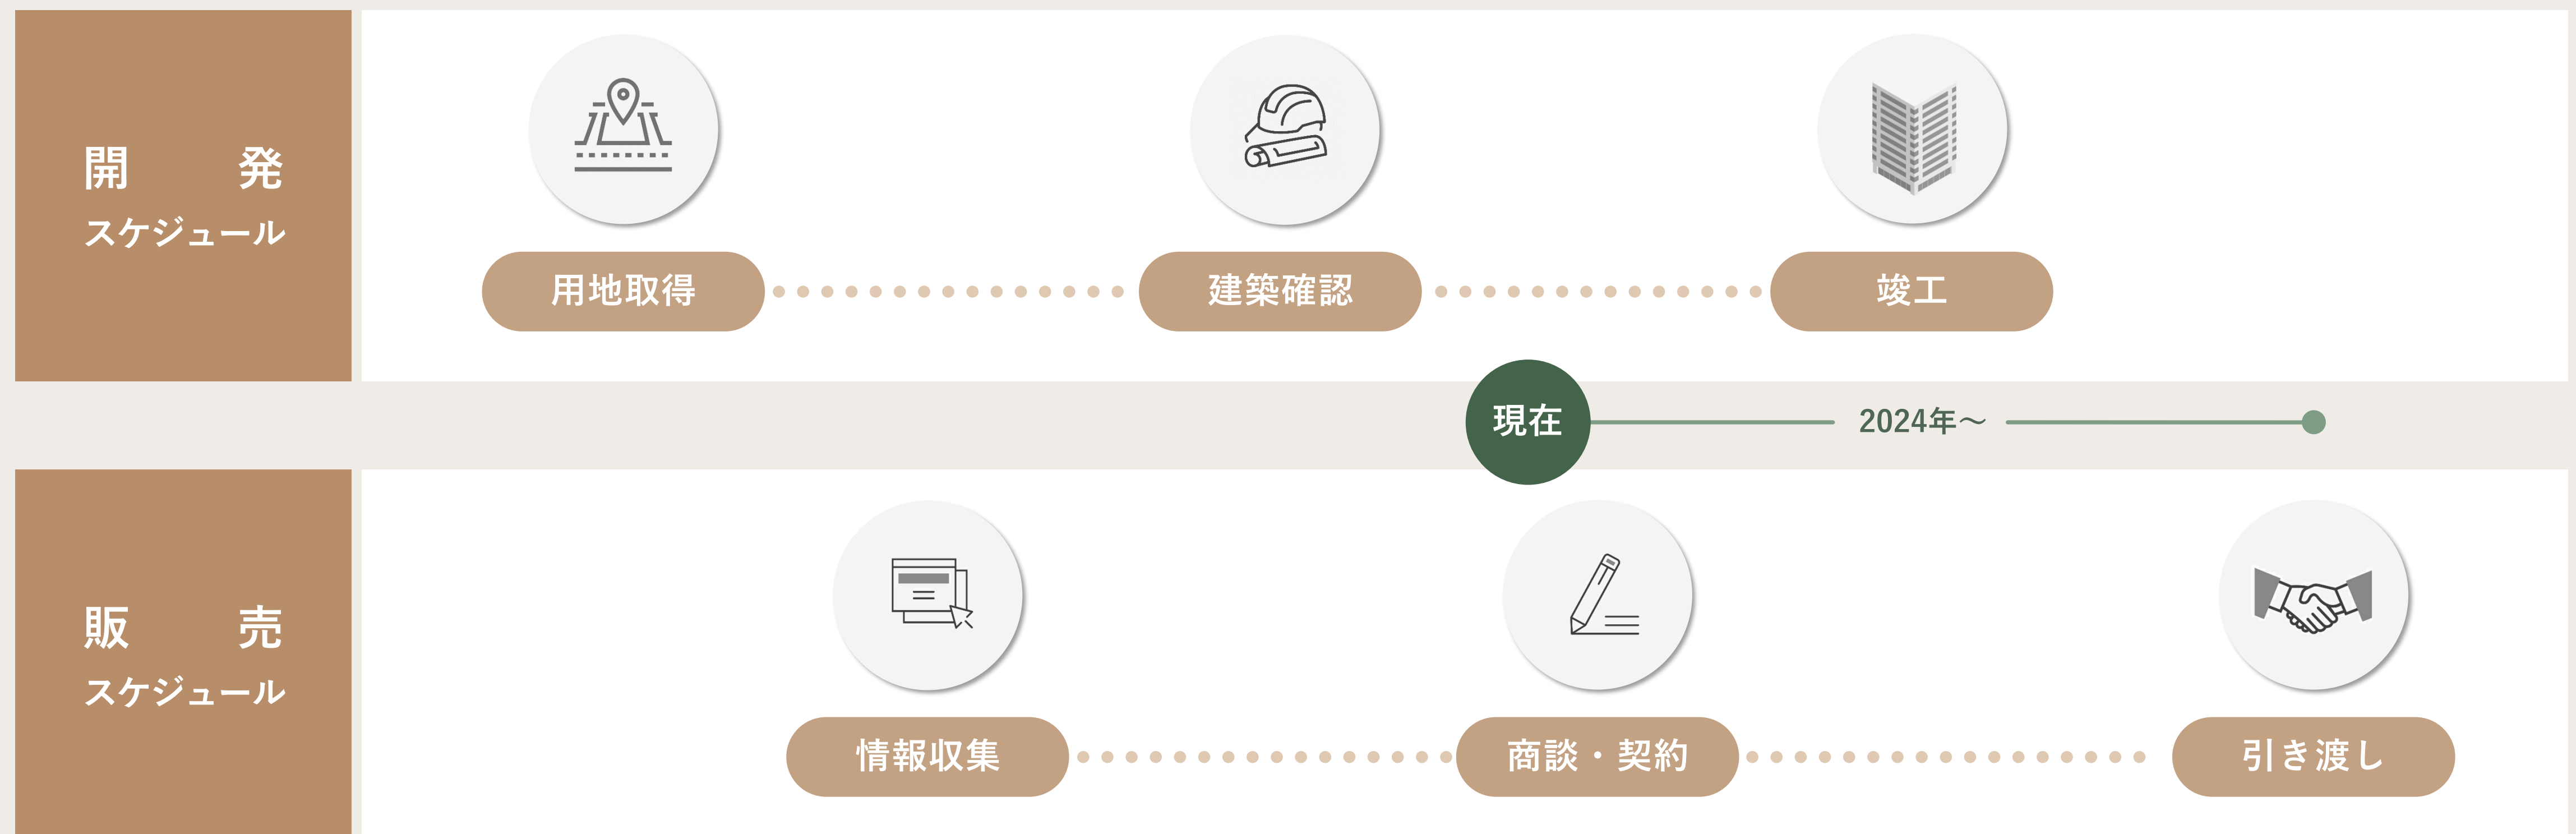 開　発
スケジュール
用地取得
建築確認
竣工
現在
2024年～
販　売
スケジュール
情報収集
商談・契約
引き渡し